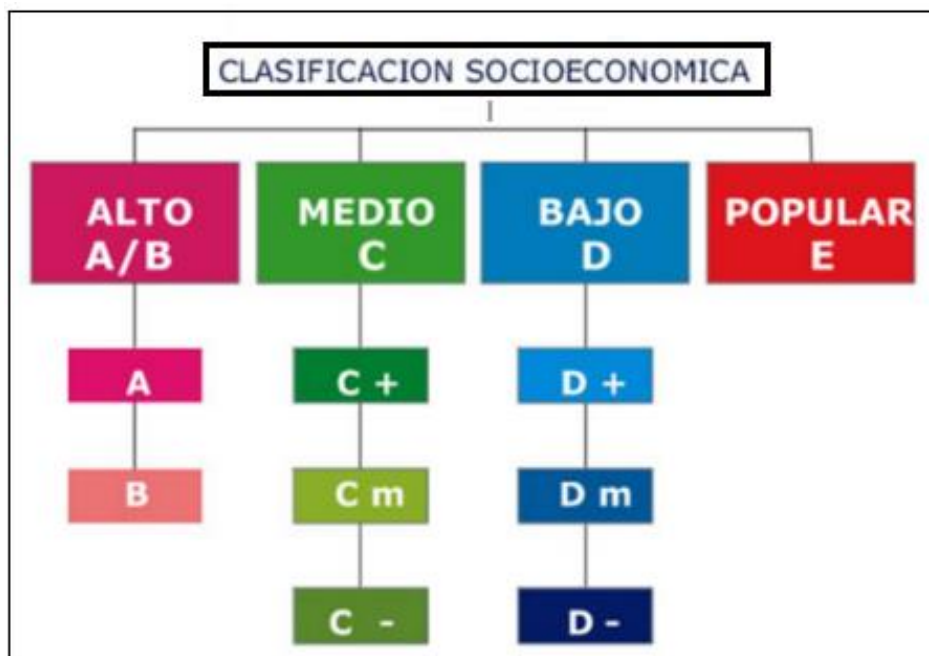 CLASIFICACION SOCIOECONOMICA
ALTO
A/B
MEDIO
C
BAJO
D
POPULAR
E
A
C +
D +
B
C m
D m
C -
D -